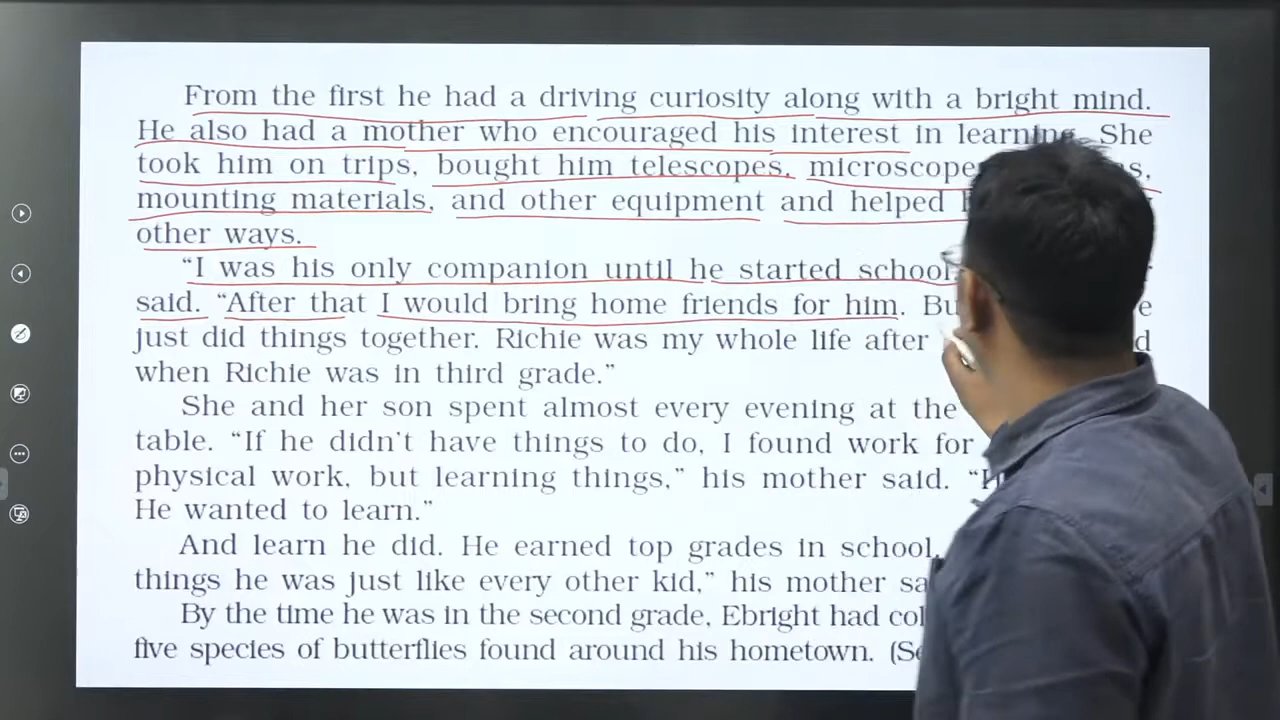 From the first he had a driving curiosity along with a bright mind.
He also had a mother who encouraged his interest in learning. She
took him on trips, bought him telescopes, microscopes
mounting materials, and other equipment and helped
other ways.
“I was his only companion until he started school,
said. “After that I would bring home friends for him.
just did things together. Richie was my whole life after
when Richie was in third grade.”
She and her son spent almost every evening at the
table. “If he didn’t have things to do, I found work for
physical work, but learning things,” his mother said.
He wanted to learn.”
And learn he did. He earned top grades in school.
things he was just like every other kid,” his mother
By the time he was in the second grade, Ebright had
five species of butterflies found around his hometown.